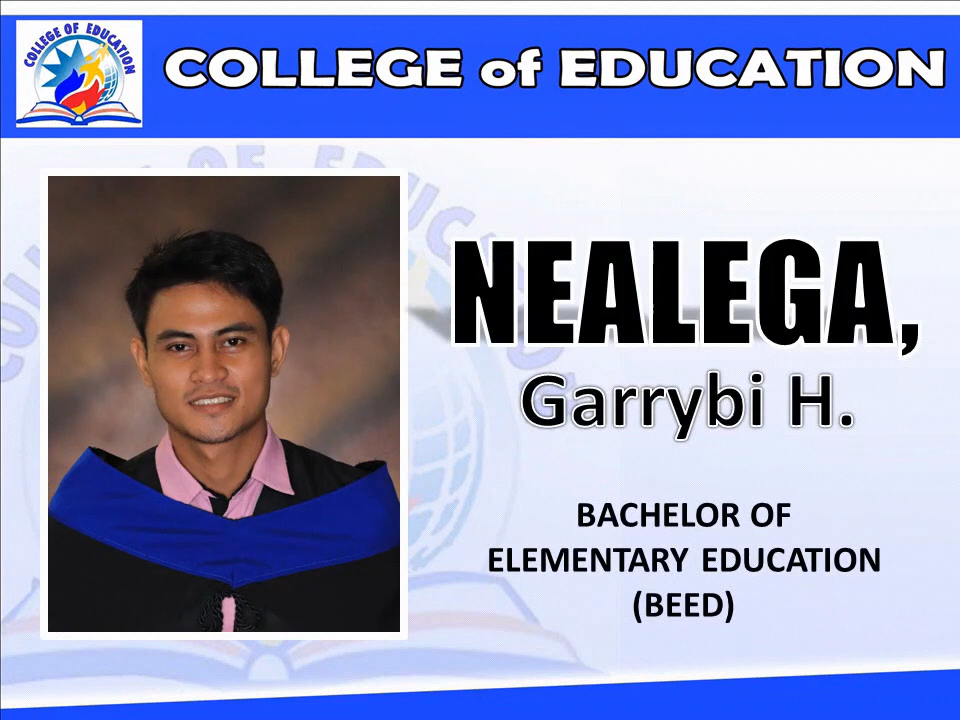 COLLEGE OF EDUCATION
COLLEGE of EDUCATION
NEALEGA,
Garrybi H.
BACHELOR OF
ELEMENTARY EDUCATION
(BEED)